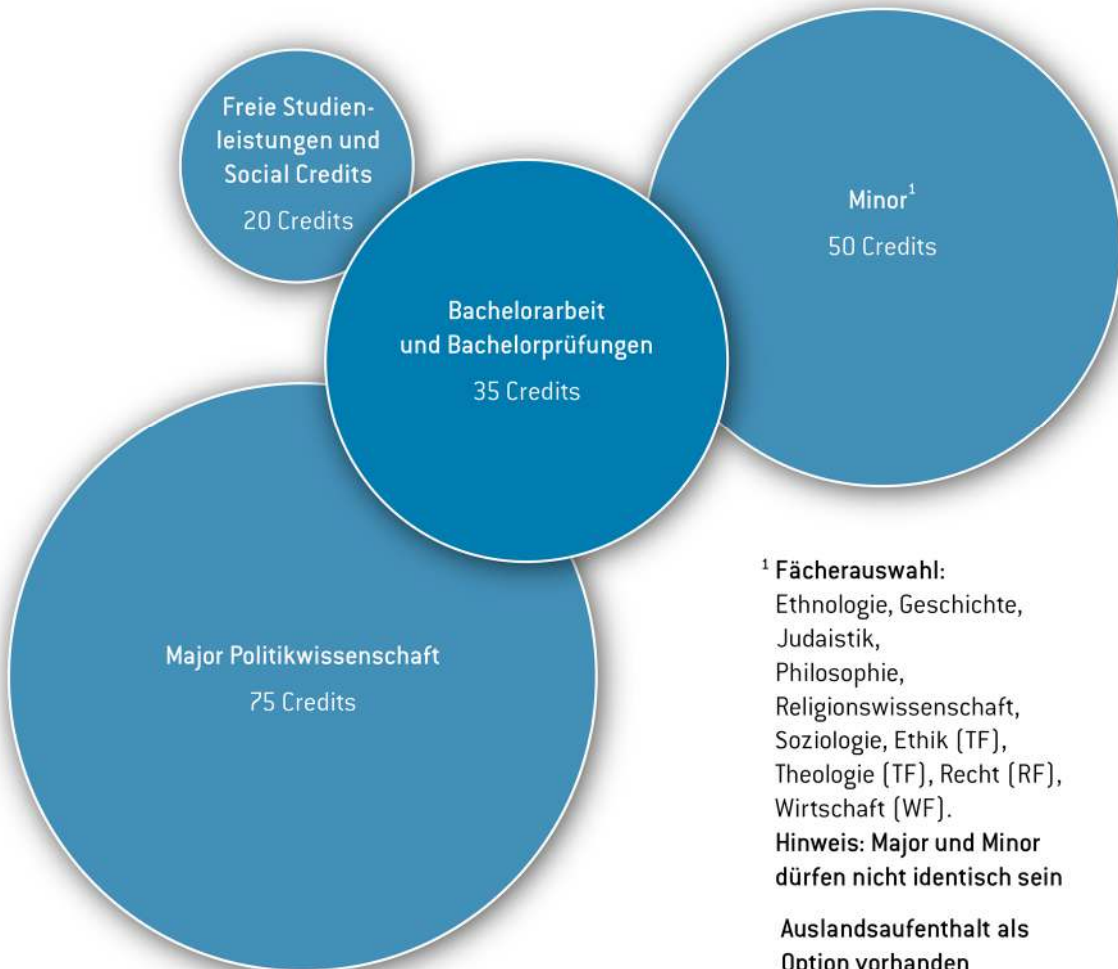 Freie Studien-
leistungen und
Social Credits
20 Credits
Minor¹
50 Credits
Bachelorarbeit
und Bachelorprüfungen
35 Credits
Major Politikwissenschaft
75 Credits
¹ Fächerauswahl:
Ethnologie, Geschichte,
Judaistik,
Philosophie,
Religionswissenschaft,
Soziologie, Ethik (TF),
Theologie (TF), Recht (RF),
Wirtschaft (WF).
Hinweis: Major und Minor
dürfen nicht identisch sein
Auslandsaufenthalt als
Option vorhanden